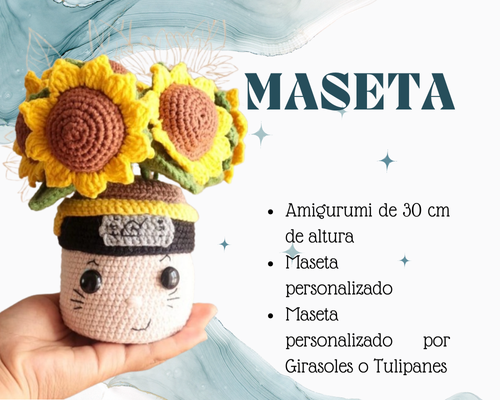 MASETA
Amigurumi de 30 cm
de altura
Maseta
personalizado
Maseta
personalizado por
Girasoles o Tulipanes